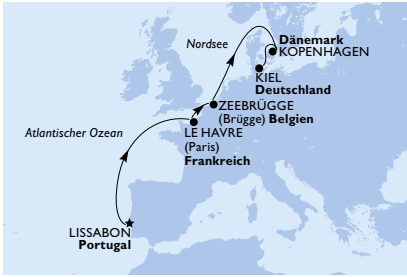 Dänemark
KOPENHAGEN
Nordsee
KIEL
Deutschland
ZEEBRÜGGE
(Brügge) Belgien
Atlantischer Ozean
LE HAVRE
(Paris)
Frankreich
LISSABON
Portugal